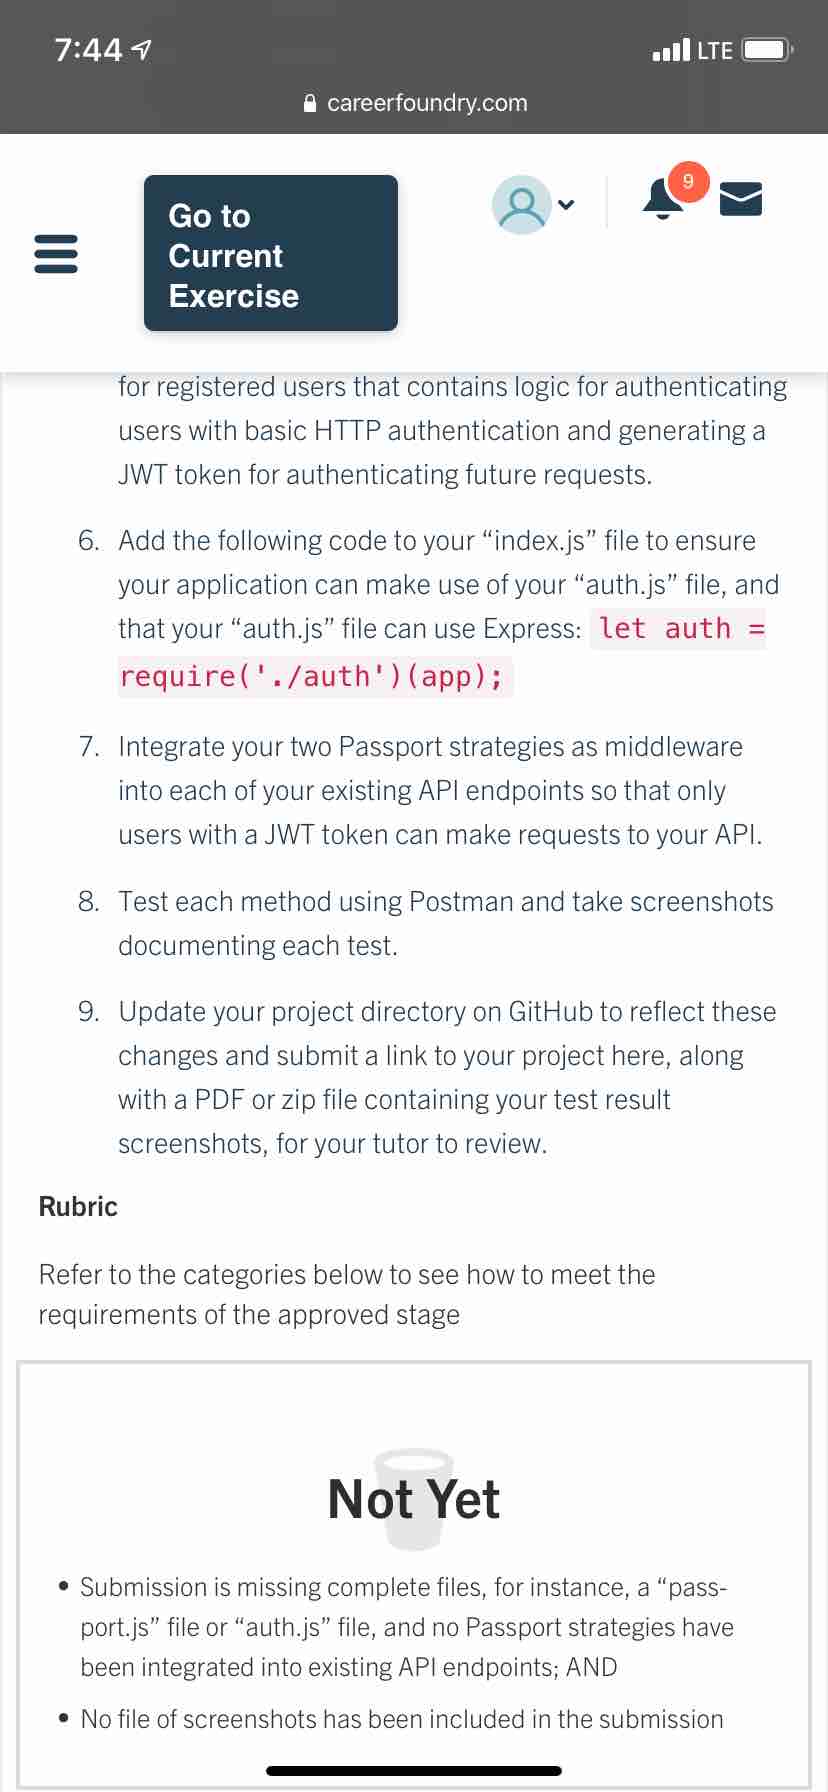 7:44
LTE
careerfoundry.com
Go to
Current
Exercise
9
for registered users that contains logic for authenticating
users with basic HTTP authentication and generating a
JWT token for authenticating future requests.
6. Add the following code to your “index.js” file to ensure
your application can make use of your “auth.js” file, and
that your “auth.js” file can use Express: let auth =
require('./auth')(app);
7. Integrate your two Passport strategies as middleware
into each of your existing API endpoints so that only
users with a JWT token can make requests to your API.
8. Test each method using Postman and take screenshots
documenting each test.
9. Update your project directory on GitHub to reflect these
changes and submit a link to your project here, along
with a PDF or zip file containing your test result
screenshots, for your tutor to review.
Rubric
Refer to the categories below to see how to meet the
requirements of the approved stage
Not Yet
• Submission is missing complete files, for instance, a “pass-
port.js” file or “auth.js” file, and no Passport strategies have
been integrated into existing API endpoints; AND
• No file of screenshots has been included in the submission